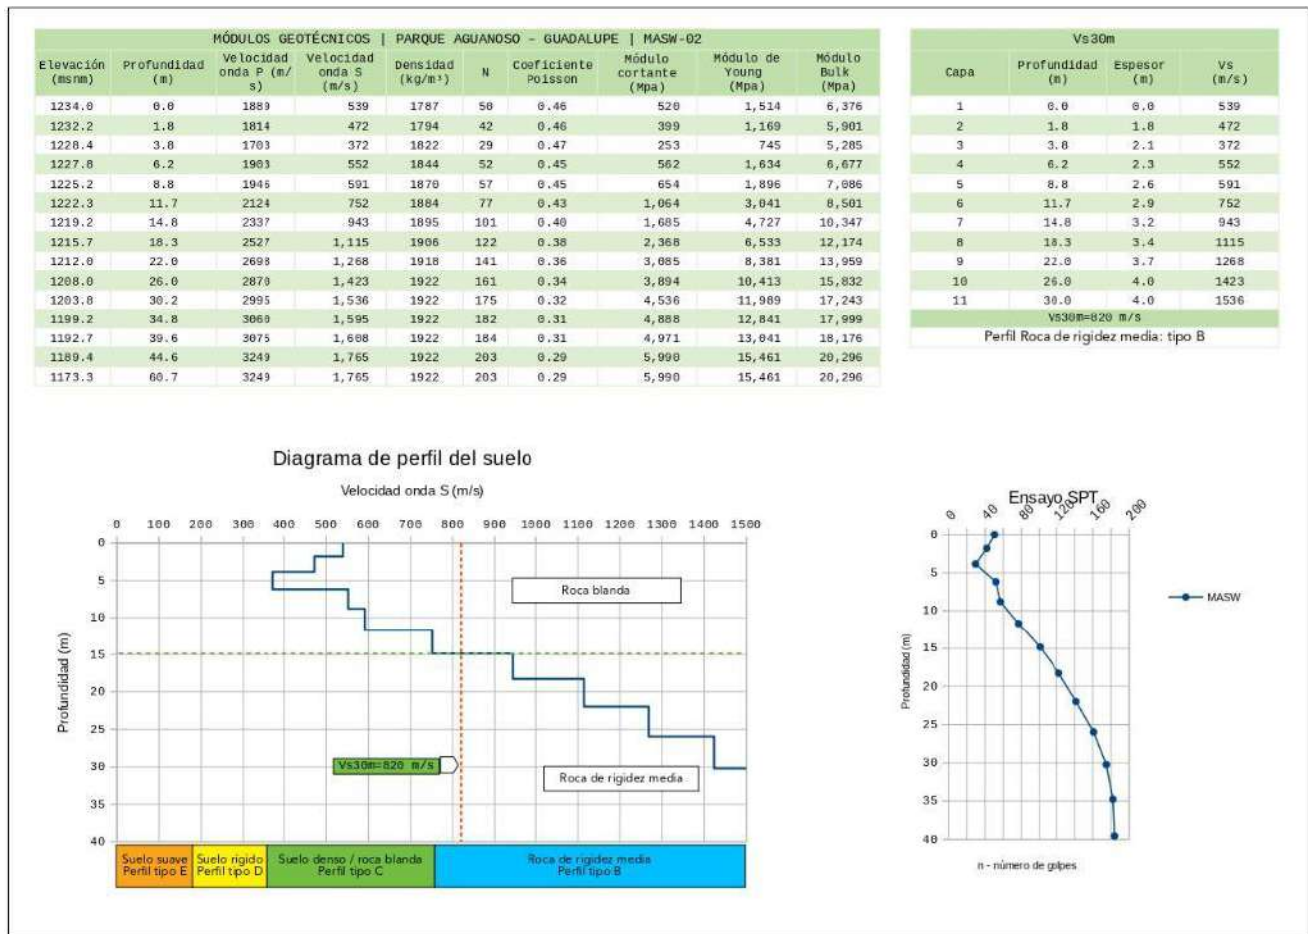 MÓDULOS GEOTÉCNICOS | PARQUE AGUANOSO – GUADALUPE | MASW-02
Elevación (msnm) Profundidad (m) Velocidad onda P (m/s) Velocidad onda S (m/s) Densidad (kg/m³) N Coeficiente Poisson Módulo cortante (Mpa) Módulo de Young (Mpa) Módulo Bulk (Mpa)
1234.0 0.0 1889 539 1787 50 0.46 520 1,514 6,376
1232.2 1.8 1814 472 1794 42 0.46 399 1,169 5,901
1228.4 3.8 1703 372 1822 29 0.47 253 745 5,285
1227.8 6.2 1903 552 1844 52 0.45 562 1,634 6,677
1225.2 8.8 1946 591 1870 57 0.45 654 1,896 7,086
1222.3 11.7 2124 752 1884 77 0.43 1,064 3,041 8,501
1219.2 14.8 2337 943 1895 101 0.40 1,685 4,727 10,347
1215.7 18.3 2527 1,115 1906 122 0.38 2,368 6,533 12,174
1212.0 22.0 2698 1,268 1918 141 0.36 3,085 8,381 13,959
1208.0 26.0 2870 1,423 1922 161 0.34 3,894 10,413 15,832
1203.8 30.2 2995 1,536 1922 175 0.32 4,536 11,989 17,243
1199.2 34.8 3060 1,595 1922 182 0.31 4,888 12,841 17,999
1192.7 39.6 3075 1,608 1922 184 0.31 4,971 13,041 18,176
1189.4 44.6 3249 1,765 1922 203 0.29 5,990 15,461 20,296
1173.3 60.7 3249 1,765 1922 203 0.29 5,990 15,461 20,296
Vs30m
Capa Profundidad (m) Espesor (m) Vs (m/s)
1 0.0 0.0 539
2 1.8 1.8 472
3 3.8 2.1 372
4 6.2 2.3 552
5 8.8 2.6 591
6 11.7 2.9 752
7 14.8 3.2 943
8 18.3 3.4 1115
9 22.0 3.7 1268
10 26.0 4.0 1423
11 30.0 4.0 1536
Vs30m=820 m/s
Perfil Roca de rigidez media: tipo B
Diagrama de perfil del suelo
Velocidad onda S (m/s)
0 100 200 300 400 500 600 700 800 900 1000 1100 1200 1300 1400 1500
Profundidad (m)
0
5
10
15
20
25
30
35
40
Roca blanda
Vs30m=820 m/s
Roca de rigidez media
Suelo suave
Perfil tipo E
Suelo rigido
Perfil tipo D
Suelo denso / roca blanda
Perfil tipo C
Roca de rigidez media
Perfil tipo B
Ensayo SPT
0 40 80 120 160 200
Profundidad (m)
0
5
10
15
20
25
30
35
40
MASW
n - número de golpes